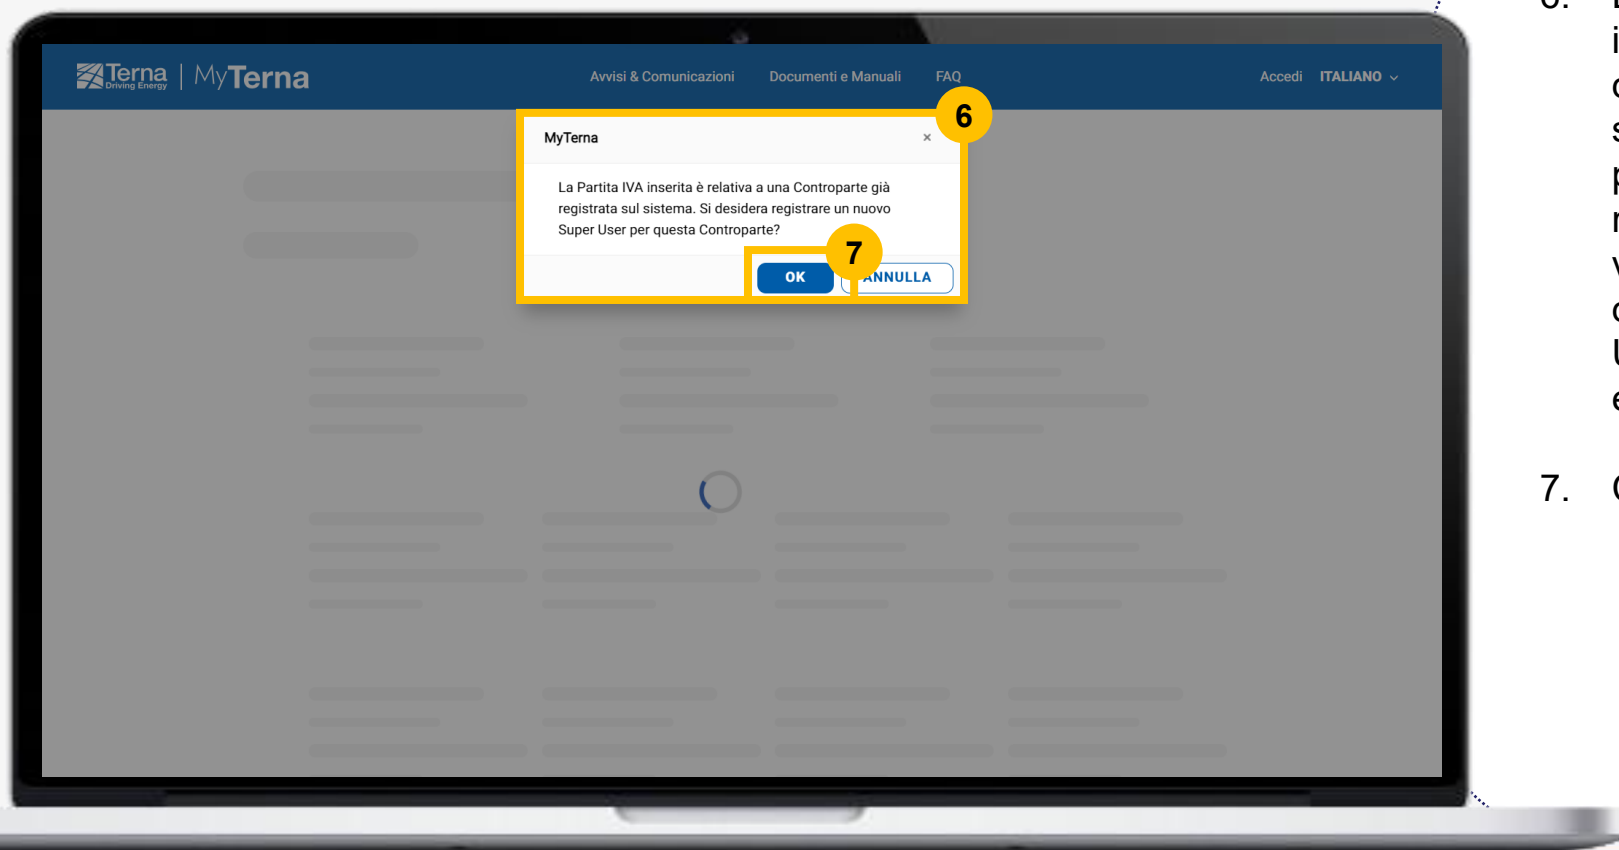 Terna
Driving Energy
MyTerna
Avvisi & Comunicazioni
Documenti e Manuali
FAQ
Accedi
ITALIANO
6
MyTerna
×
La Partita IVA inserita è relativa a una Controparte già
registrata sul sistema. Si desidera registrare un nuovo
Super User per questa Controparte?
7
OK
ANNULLA
6.
7.